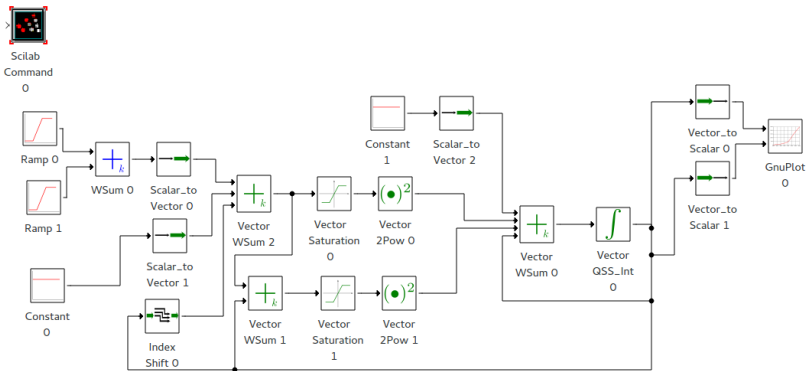 Scilab
Command
0
Ramp 0
Ramp 1
k
WSum 0
Scalar_to
Vector 0
Scalar_to
Vector 1
Constant
0
Index
Shift 0
k
Vector
WSum 2
k
Vector
WSum 1
Vector
Saturation
0
Vector
Saturation
1
( )2
Vector
2Pow 0
( )2
Vector
2Pow 1
Constant
1
Scalar_to
Vector 2
k
Vector
WSum 0
∫
Vector
QSS_Int
0
Vector_to
Scalar 0
Vector_to
Scalar 1
GnuPlot
0